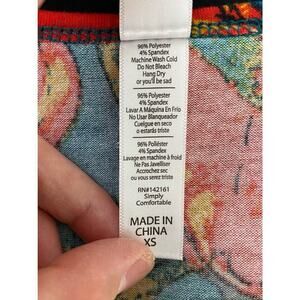 96% Polyester
4% Spandex
Machine Wash Cold
Do Not Bleach
Hang Dry
or you'll be sad
96% Polyester
4% Spandex
Lavar A Máquina En Frío
No Usar Blanqueador
Cuelgue en seco
o estarás triste
96% Poliéster
4% Spandex
Lavage en machine à froid
Ne Pas Javelliser
Accrochez sec
ou vous serez triste
RN#142161
Simply
Comfortable
MADE IN
CHINA
XS